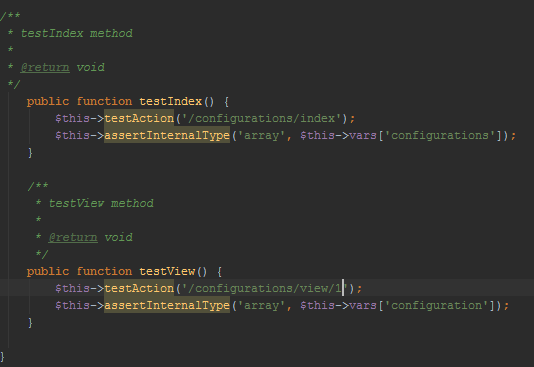 /**
 * testIndex method
 *
 * @return void
 */
public function testIndex() {
$this->testAction('/configurations/index');
$this->assertInternalType('array', $this->vars['configurations']);
}
/**
 * testView method
 *
 * @return void
 */
public function testView() {
$this->testAction('/configurations/view/1');
$this->assertInternalType('array', $this->vars['configuration']);
}
}